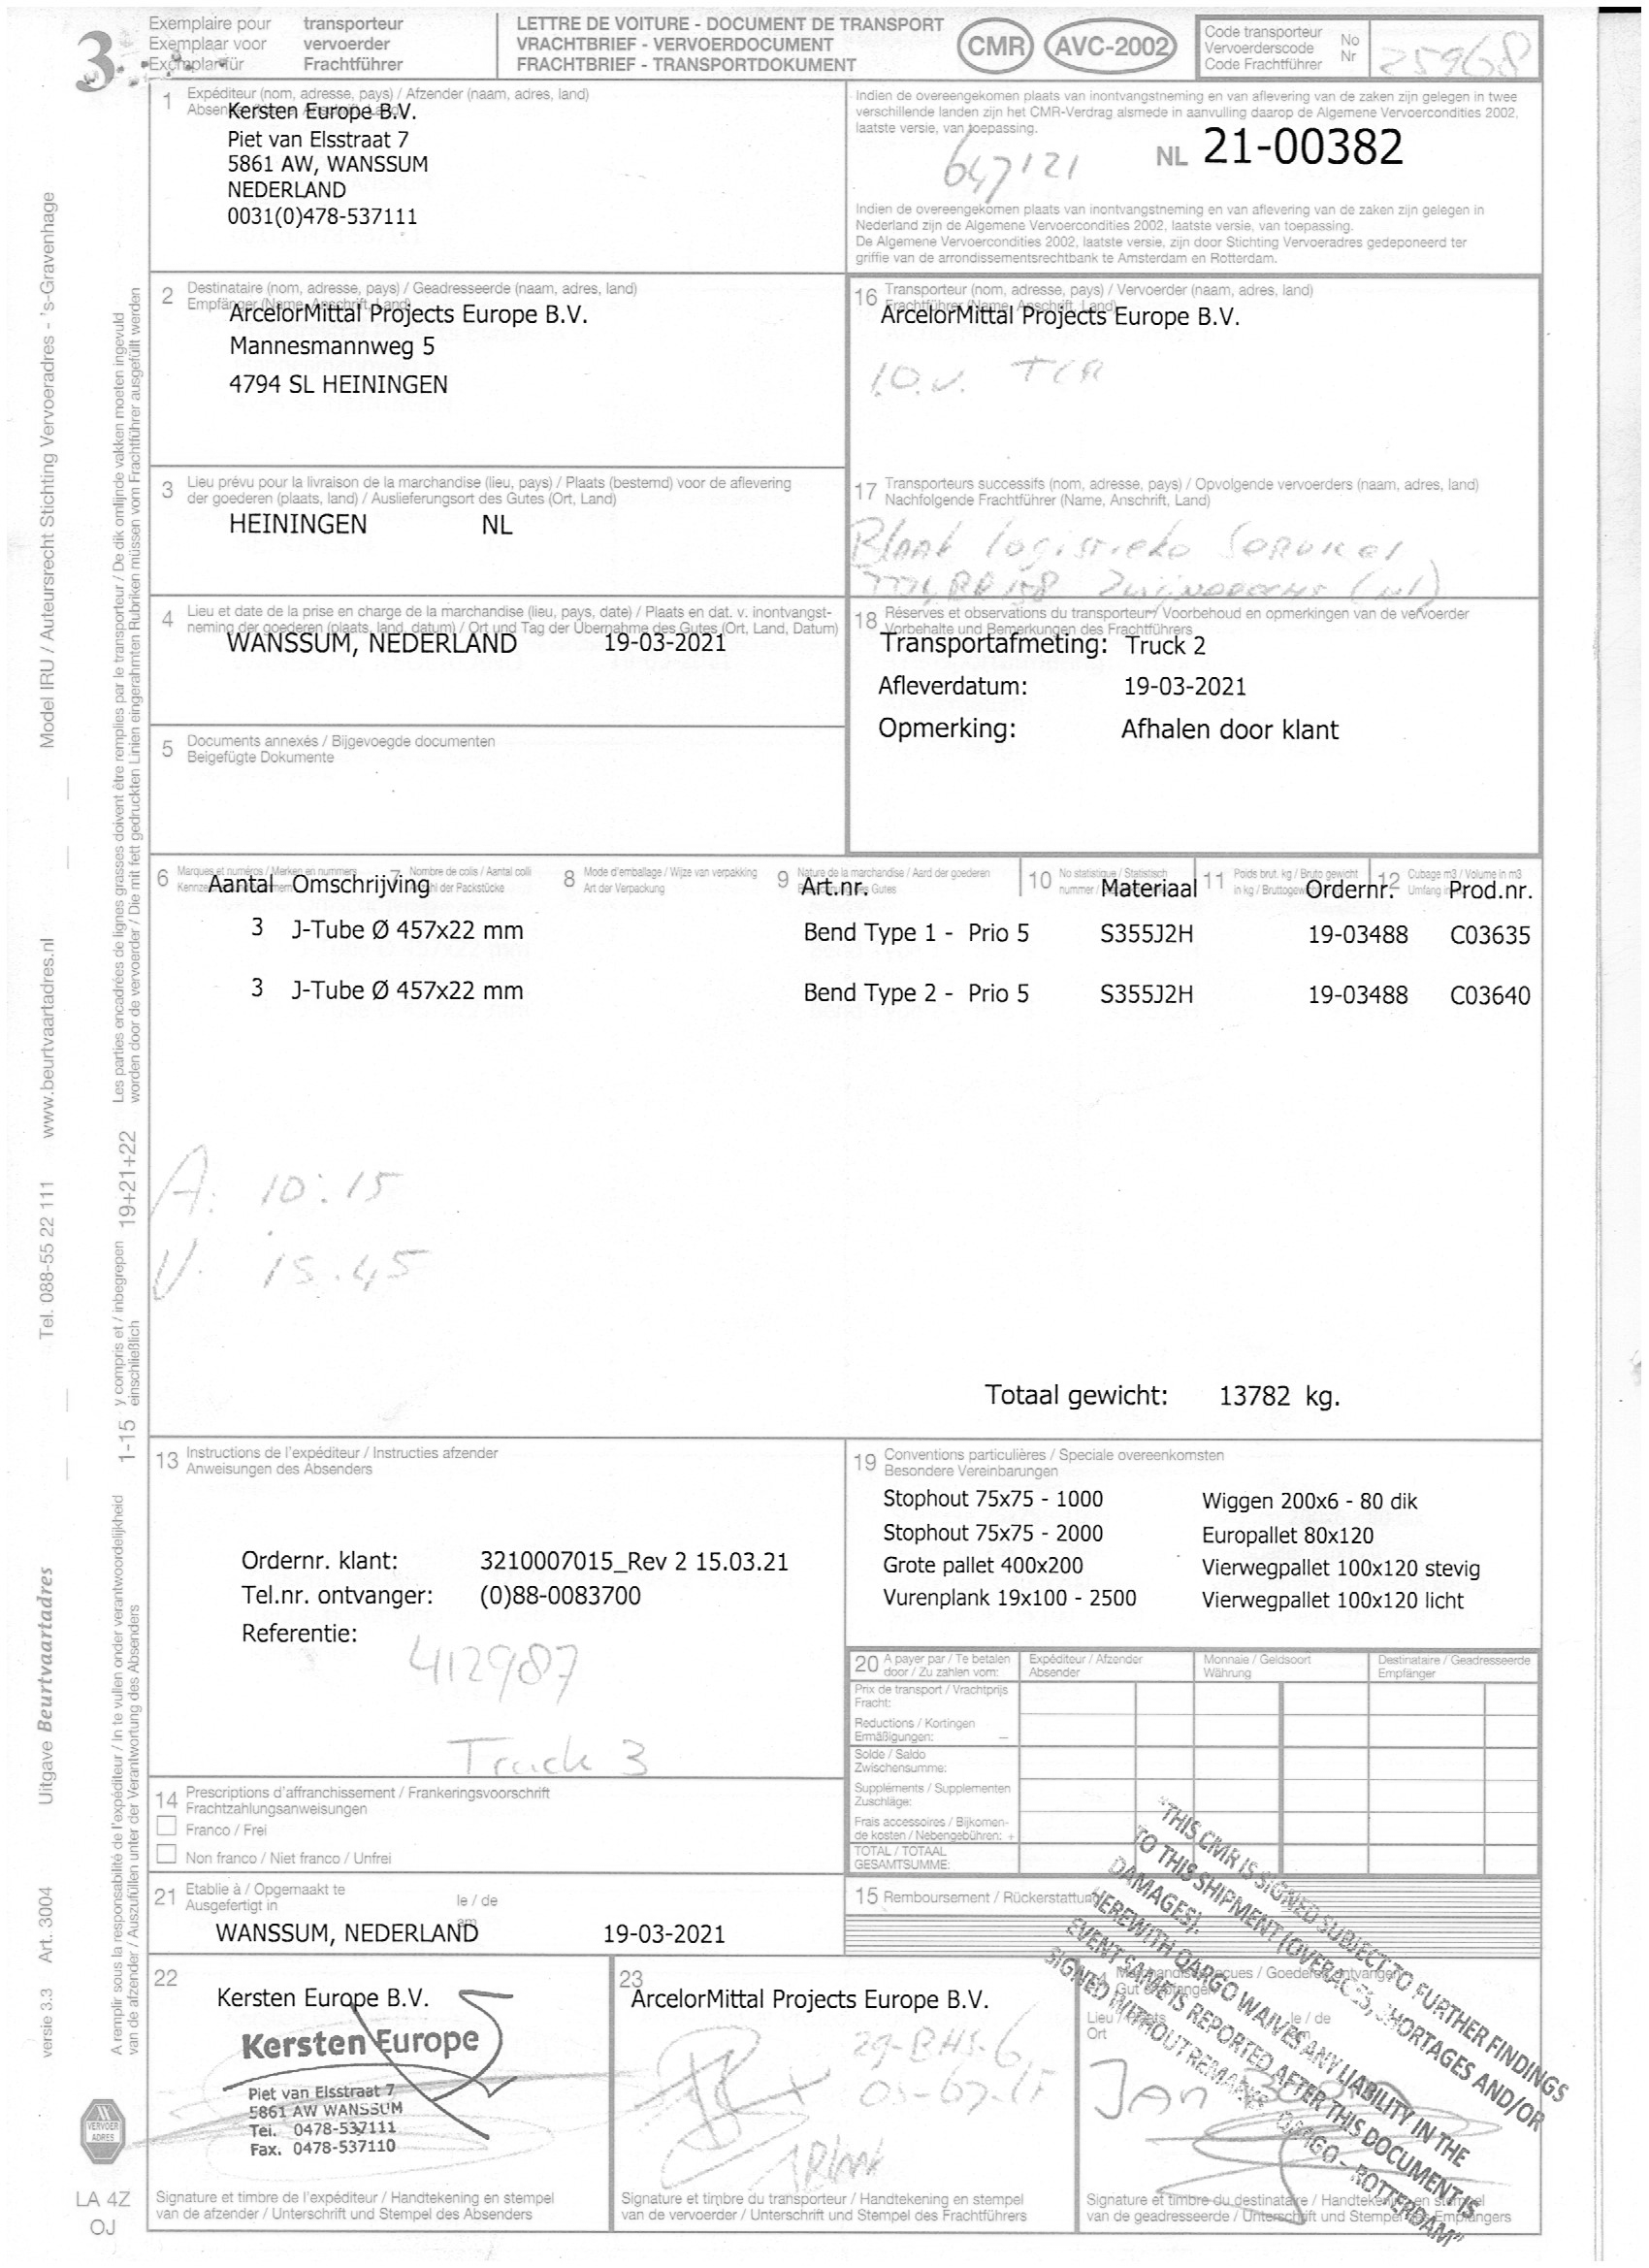 3
Exemplaire pour transporteur
Exemplaar voor vervoerder
Exemplar für Frachtführer
LETTRE DE VOITURE - DOCUMENT DE TRANSPORT
VRACHTBRIEF - VERVOERDOCUMENT
FRACHTBRIEF - TRANSPORTDOKUMENT
CMR
AVC-2002
Code transporteur
Vervoerderscode
Code Frachtführer
No
Nr
25968
1 Expéditeur (nom, adresse, pays) / Afzender (naam, adres, land)
Kersten Europe B.V.
Piet van Elsstraat 7
5861 AW, WANSSUM
NEDERLAND
0031(0)478-537111
Indien de overeengekomen plaats van inontvangstneming en van aflevering van de zaken zijn gelegen in twee
verschillende landen zijn het CMR-Verdrag alsmede in aanvulling daarop de Algemene Vervoercondities 2002,
laatste versie, van toepassing.
647121
NL 21-00382
Indien de overeengekomen plaats van inontvangstneming en van aflevering van de zaken zijn gelegen in
Nederland zijn de Algemene Vervoercondities 2002, laatste versie, van toepassing.
De Algemene Vervoercondities 2002, laatste versie, zijn door Stichting Vervoeradres gedeponeerd ter
griffie van de arrondissementsrechtbank te Amsterdam en Rotterdam.
2 Destinataire (nom, adresse, pays) / Geadresseerde (naam, adres, land)
Empfänger (Name, Anschrift, Land)
ArcelorMittal Projects Europe B.V.
Mannesmannweg 5
4794 SL HEININGEN
16 Transporteur (nom, adresse, pays) / Vervoerder (naam, adres, land)
Frachtführer (Name, Anschrift, Land)
ArcelorMittal Projects Europe B.V.
I.O.V. TCR
3 Lieu prévu pour la livraison de la marchandise (lieu, pays) / Plaats (bestemd) voor de aflevering
der goederen (plaats, land) / Auslieferungsort des Gutes (Ort, Land)
HEININGEN NL
17 Transporteurs successifs (nom, adresse, pays) / Opvolgende vervoerders (naam, adres, land)
Nachfolgende Frachtführer (Name, Anschrift, Land)
4 Lieu et date de la prise en charge de la marchandise (lieu, pays, date) / Plaats en dat. v. inontvangst-
neming der goederen (plaats, land, datum) / Ort und Tag der Übernahme des Gutes (Ort, Land, Datum)
WANSSUM, NEDERLAND 19-03-2021
18 Réserves et observations du transporteur / Voorbehoud en opmerkingen van de vervoerder
Vorbehalte und Bemerkungen des Frachtführers
Transportafmeting: Truck 2
Afleverdatum: 19-03-2021
Opmerking: Afhalen door klant
5 Documents annexés / Bijgevoegde documenten
Beigefügte Dokumente
6 Marques et numéros / Merken en nummers
7 Nombre de colis / Aantal colli
8 Mode d'emballage / Wijze van verpakking
Art der Verpackung
9 Nature de la marchandise / Aard der goederen
10 No statistique / Statistisch
11 Poids brut. kg / Bruto gewicht
12 Cubage m3 / Volume in m3
Aantal Omschrijving Art.nr. Materiaal Ordernr. Prod.nr.
3 J-Tube Ø 457x22 mm Bend Type 1 - Prio 5 S355J2H 19-03488 C03635
3 J-Tube Ø 457x22 mm Bend Type 2 - Prio 5 S355J2H 19-03488 C03640
A. 10:15
V. 15.45
Totaal gewicht: 13782 kg.
13 Instructions de l'expéditeur / Instructies afzender
Anweisungen des Absenders
Ordernr. klant: 3210007015_Rev 2 15.03.21
Tel.nr. ontvanger: (0)88-0083700
Referentie:
412987
Truck 3
19 Conventions particulières / Speciale overeenkomsten
Besondere Vereinbarungen
Stophout 75x75 - 1000 Wiggen 200x6 - 80 dik
Stophout 75x75 - 2000 Europallet 80x120
Grote pallet 400x200 Vierwegpallet 100x120 stevig
Vurenplank 19x100 - 2500 Vierwegpallet 100x120 licht
20 A payer par / Te betalen
door / Zu zahlen vom:
Expéditeur / Afzender
Absender
Monnaie / Geldsoort
Währung
Destinataire / Geadresseerde
Empfänger
Prix de transport / Vrachtprijs
Fracht:
Reductions / Kortingen
Ermäßigungen: –
Solde / Saldo
Zwischensumme:
Suppléments / Supplementen
Zuschläge:
Frais accessoires / Bijkomen-
de kosten / Nebengebühren: +
TOTAL / TOTAAL
GESAMTSUMME:
14 Prescriptions d'affranchissement / Frankeringsvoorschrift
Frachtzahlungsanweisungen
Franco / Frei
Non franco / Niet franco / Unfrei
21 Etablie à / Opgemaakt te le / de
Ausgefertigt in am
WANSSUM, NEDERLAND 19-03-2021
15 Remboursement / Rückerstattung
"THIS CMR IS SIGNED SUBJECT TO FURTHER FINDINGS
TO THIS SHIPMENT (OVERAGES, SHORTAGES AND/OR
DAMAGES).
HEREWITH QARGO WAIVES ANY LIABILITY IN THE
EVENT SAME IS REPORTED AFTER THIS DOCUMENT IS
SIGNED WITHOUT REMARKS. QARGO - ROTTERDAM"
22
Kersten Europe B.V.
Kersten Europe
Piet van Elsstraat 7
5861 AW WANSSUM
Tel. 0478-537111
Fax. 0478-537110
Signature et timbre de l'expéditeur / Handtekening en stempel
van de afzender / Unterschrift und Stempel des Absenders
23
ArcelorMittal Projects Europe B.V.
29-BHS-6
Signature et timbre du transporteur / Handtekening en stempel
van de vervoerder / Unterschrift und Stempel des Frachtführers
Marchandises reçues / Goederen ontvangen
Gut empfangen
Lieu / Plaats le / de
Ort
Jan
Signature et timbre du destinataire / Handtekening en stempel
van de geadresseerde / Unterschrift und Stempel des Empfängers
VERVOER
ADRES
LA 4Z
OJ
Model IRU / Auteursrecht Stichting Vervoeradres - 's-Gravenhage
www.beurtvaartadres.nl
Tel. 088-55 22 111
Uitgave Beurtvaartadres
Art. 3004
versie 3.3
Les parties encadrées de lignes grasses doivent être remplies par le transporteur / De dik omlijnde vakken moeten ingevuld
worden door de vervoerder / Die mit fett gedruckten Linien eingerahmten Rubriken müssen vom Frachtführer ausgefüllt werden
19+21+22
y compris et / inbegrepen
einschließlich
1-15
A remplir sous la responsabilité de l'expéditeur / In te vullen onder verantwoordelijkheid
van de afzender / Auszufüllen unter der Verantwortung des Absenders